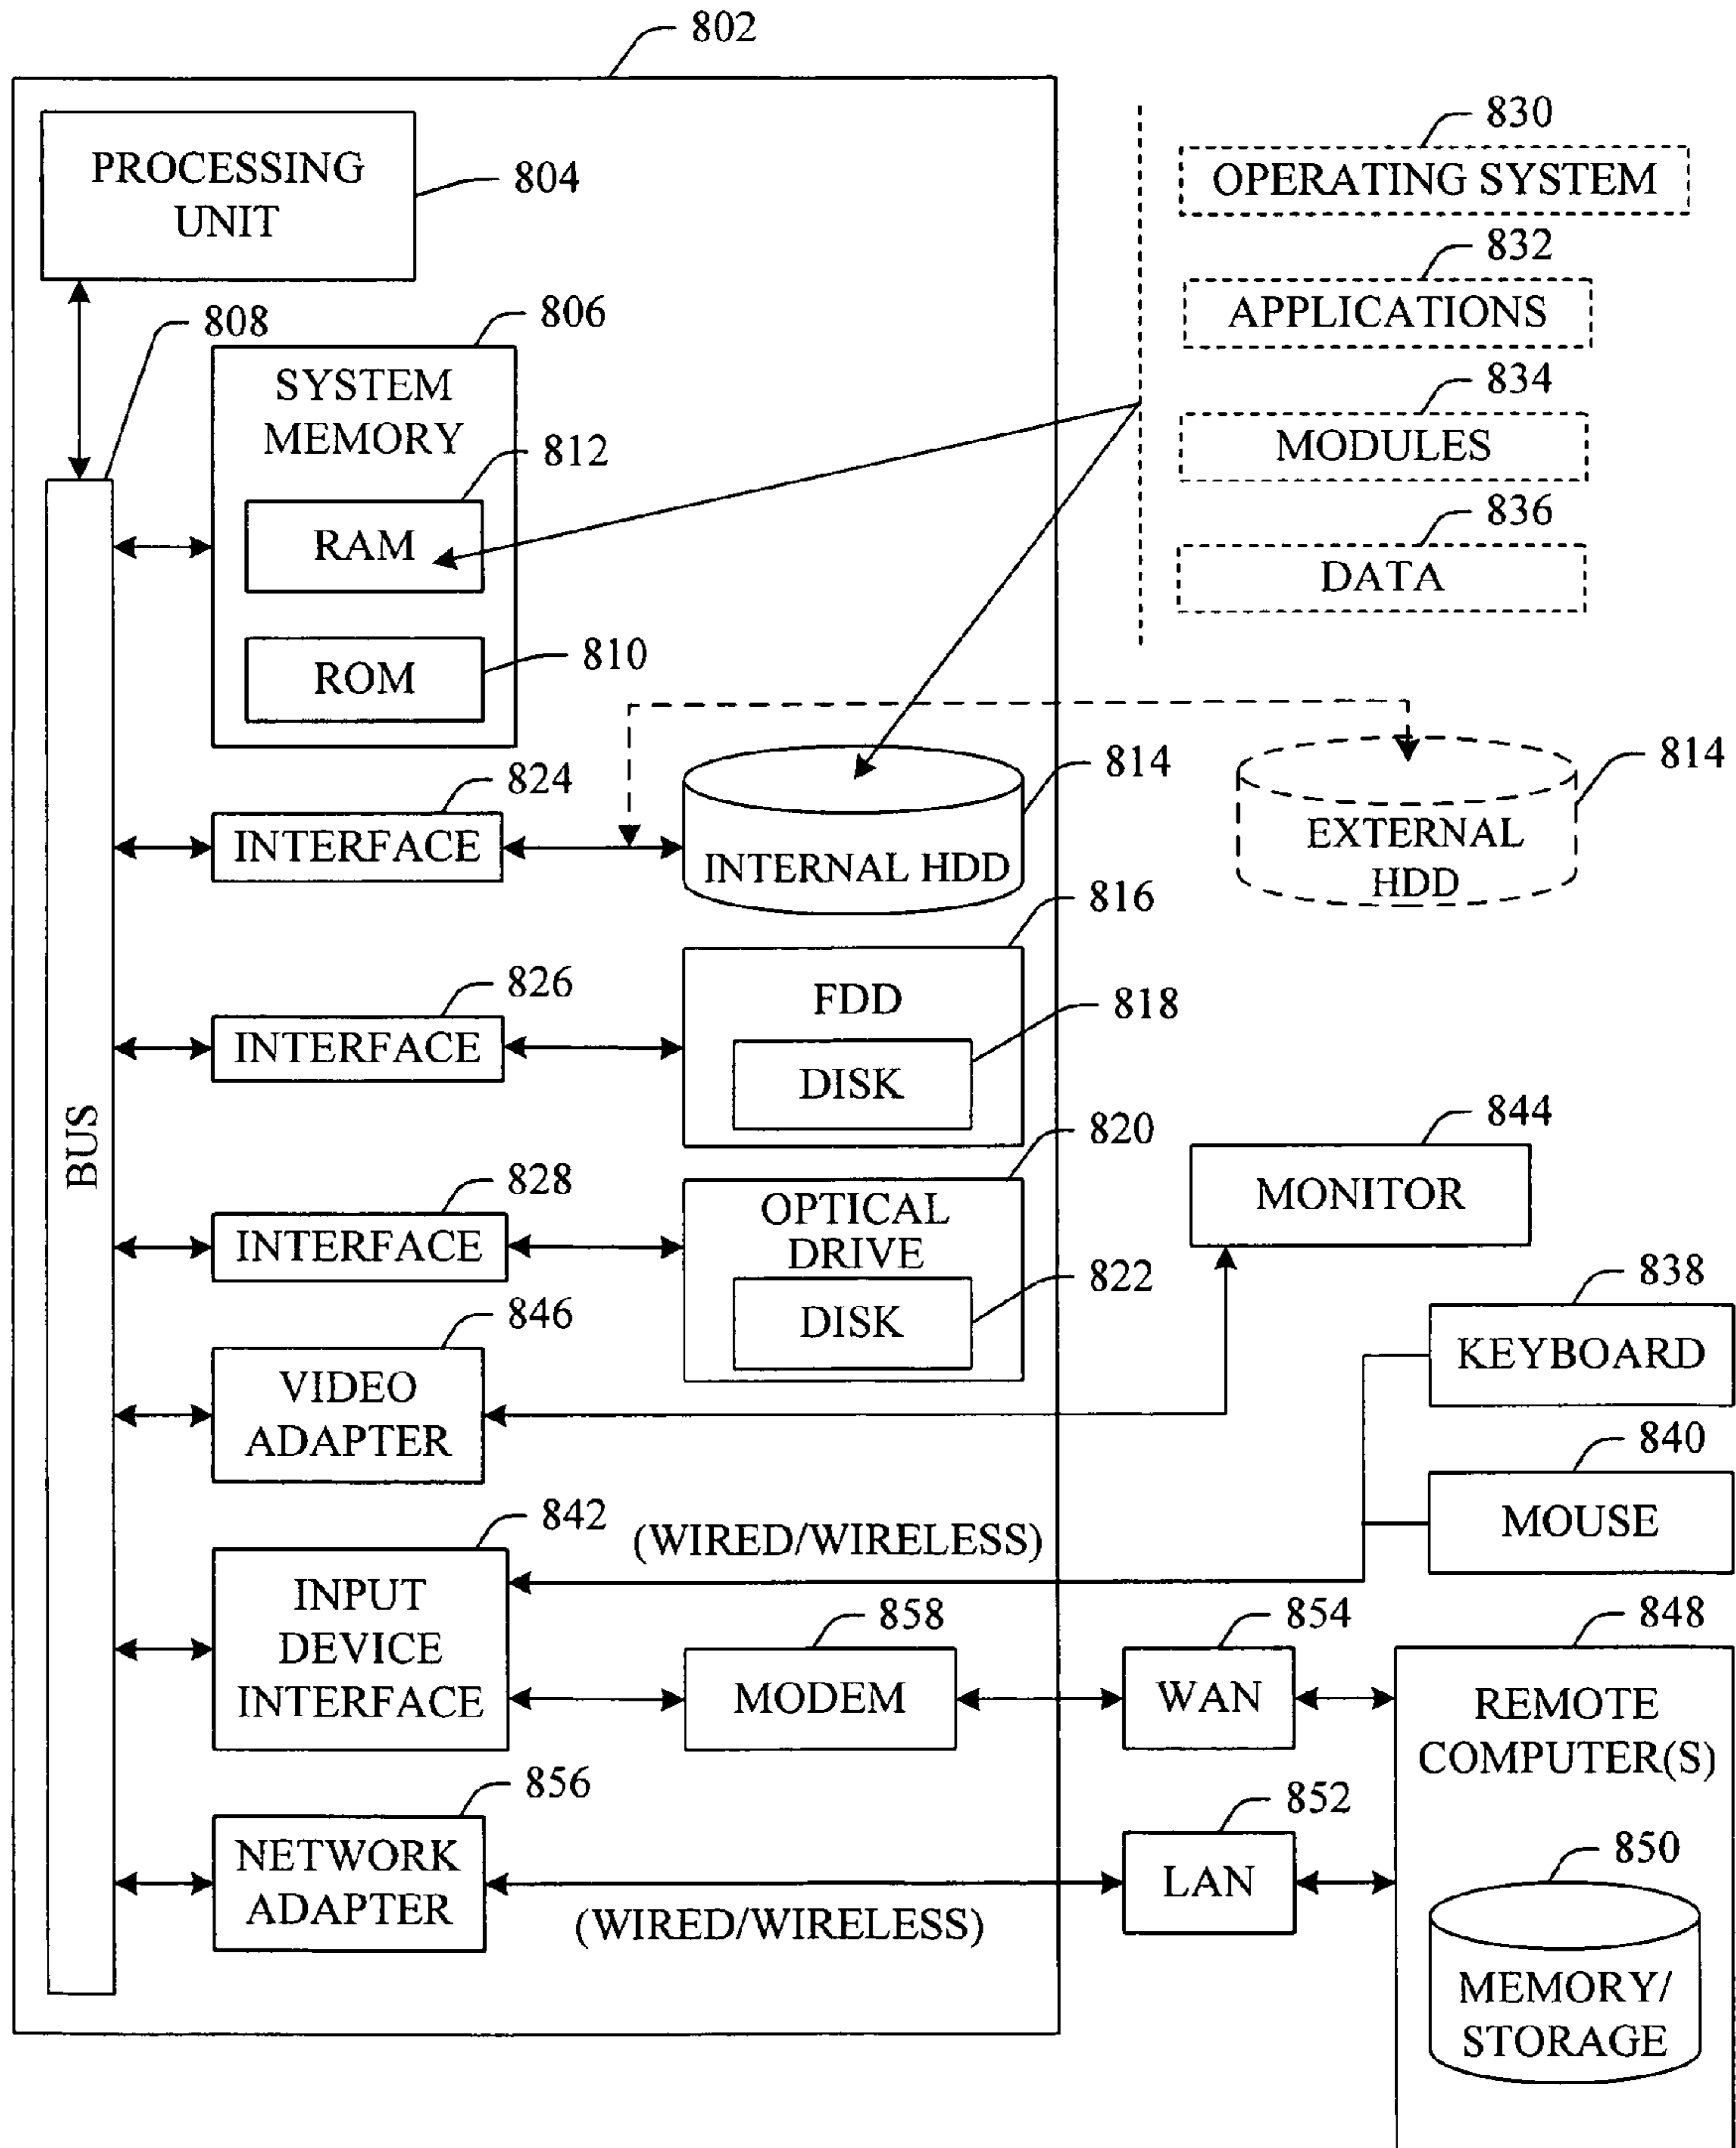 802
PROCESSING
UNIT
804
830
OPERATING SYSTEM
832
APPLICATIONS
834
MODULES
836
DATA
808
806
SYSTEM
MEMORY
812
RAM
810
ROM
824
INTERFACE
814
INTERNAL HDD
814
EXTERNAL
HDD
816
826
INTERFACE
FDD
818
DISK
BUS
820
828
INTERFACE
OPTICAL
DRIVE
822
DISK
844
MONITOR
838
KEYBOARD
846
VIDEO
ADAPTER
840
MOUSE
842
(WIRED/WIRELESS)
INPUT
DEVICE
INTERFACE
858
MODEM
854
WAN
848
REMOTE
COMPUTER(S)
856
NETWORK
ADAPTER
(WIRED/WIRELESS)
852
LAN
850
MEMORY/
STORAGE